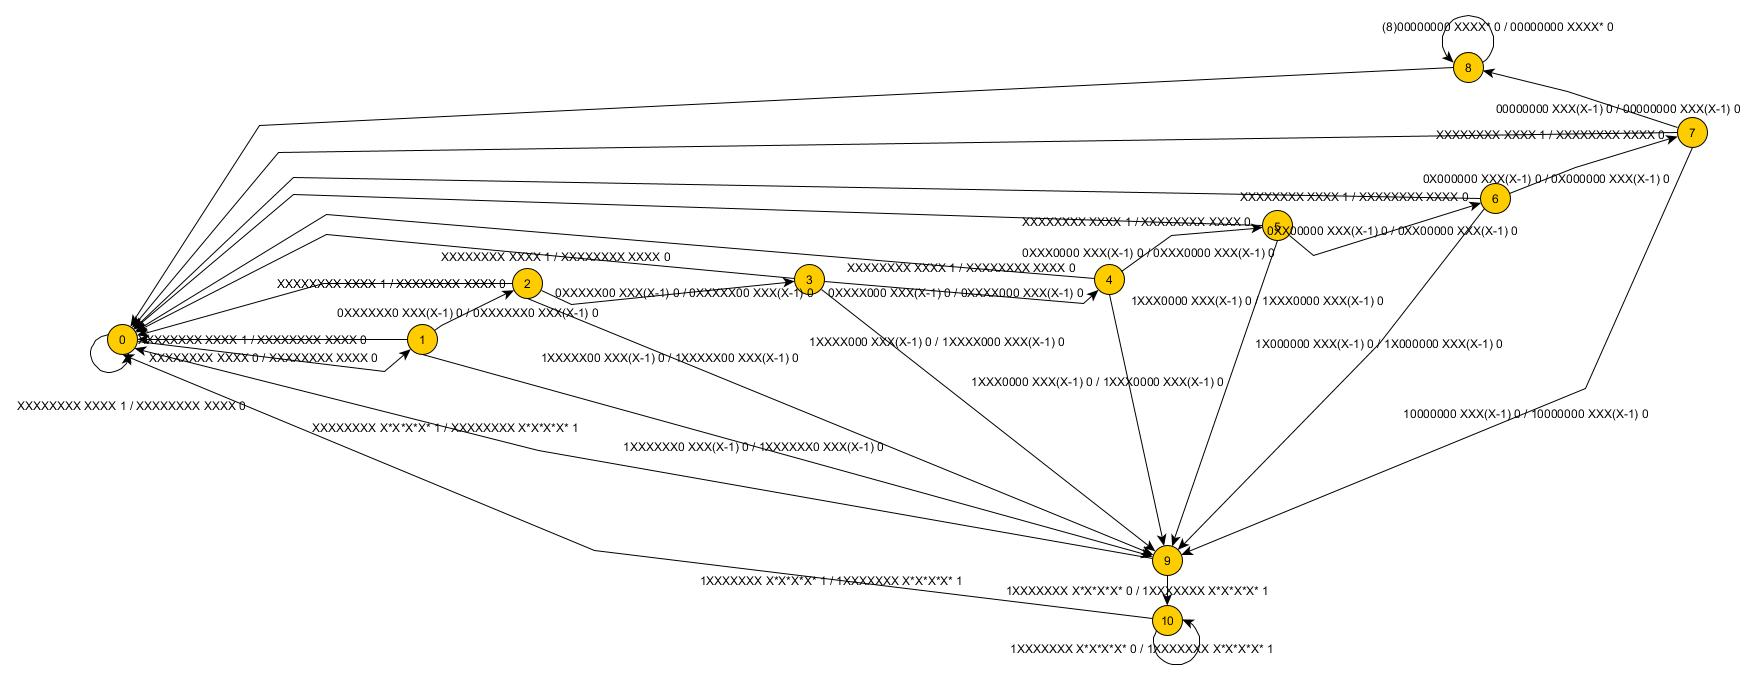 (8)00000000 XXXX* 0 / 00000000 XXXX* 0
8
00000000 XXX(X-1) 0 / 00000000 XXX(X-1) 0
XXXXXXXX XXXX 1 / XXXXXXXX XXXX 0
7
0X000000 XXX(X-1) 0 / 0X000000 XXX(X-1) 0
XXXXXXXX XXXX 1 / XXXXXXXX XXXX 0
6
XXXXXXXX XXXX 1 / XXXXXXXX XXXX 0
5
0XX00000 XXX(X-1) 0 / 0XX00000 XXX(X-1) 0
0XXX0000 XXX(X-1) 0 / 0XXX0000 XXX(X-1) 0
XXXXXXXX XXXX 1 / XXXXXXXX XXXX 0
XXXXXXXX XXXX 1 / XXXXXXXX XXXX 0
4
3
XXXXXXXX XXXX 1 / XXXXXXXX XXXX 0
2
0XXXXX00 XXX(X-1) 0 / 0XXXXX00 XXX(X-1) 0
0XXXX000 XXX(X-1) 0 / 0XXXX000 XXX(X-1) 0
1XXX0000 XXX(X-1) 0 / 1XXX0000 XXX(X-1) 0
0XXXXXX0 XXX(X-1) 0 / 0XXXXXX0 XXX(X-1) 0
0
XXXXXXXX XXXX 1 / XXXXXXXX XXXX 0
1
1XXXX000 XXX(X-1) 0 / 1XXXX000 XXX(X-1) 0
1X000000 XXX(X-1) 0 / 1X000000 XXX(X-1) 0
XXXXXXXX XXXX 0 / XXXXXXXX XXXX 0
1XXXXX00 XXX(X-1) 0 / 1XXXXX00 XXX(X-1) 0
1XXX0000 XXX(X-1) 0 / 1XXX0000 XXX(X-1) 0
XXXXXXXX XXXX 1 / XXXXXXXX XXXX 0
10000000 XXX(X-1) 0 / 10000000 XXX(X-1) 0
XXXXXXXX X*X*X*X* 1 / XXXXXXXX X*X*X*X* 1
1XXXXXX0 XXX(X-1) 0 / 1XXXXXX0 XXX(X-1) 0
9
1XXXXXXX X*X*X*X* 1 / 1XXXXXXX X*X*X*X* 1
1XXXXXXX X*X*X*X* 0 / 1XXXXXXX X*X*X*X* 1
10
1XXXXXXX X*X*X*X* 0 / 1XXXXXXX X*X*X*X* 1